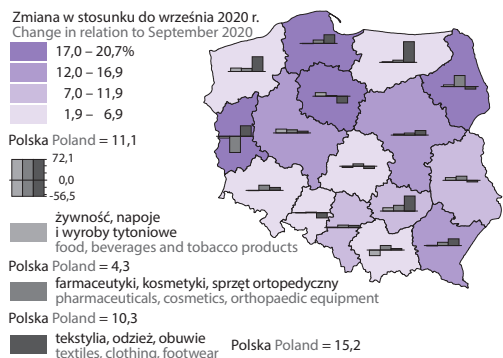 Zmiana w stosunku do września 2020 r.
Change in relation to September 2020
17,0 – 20,7%
12,0 – 16,9
7,0 – 11,9
1,9 – 6,9
Polska Poland = 11,1
72,1
0,0
-56,5
żywność, napoje
i wyroby tytoniowe
food, beverages and tobacco products
Polska Poland = 4,3
farmaceutyki, kosmetyki, sprzęt ortopedyczny
pharmaceuticals, cosmetics, orthopaedic equipment
Polska Poland = 10,3
tekstylia, odzież, obuwie
textiles, clothing, footwear
Polska Poland = 15,2